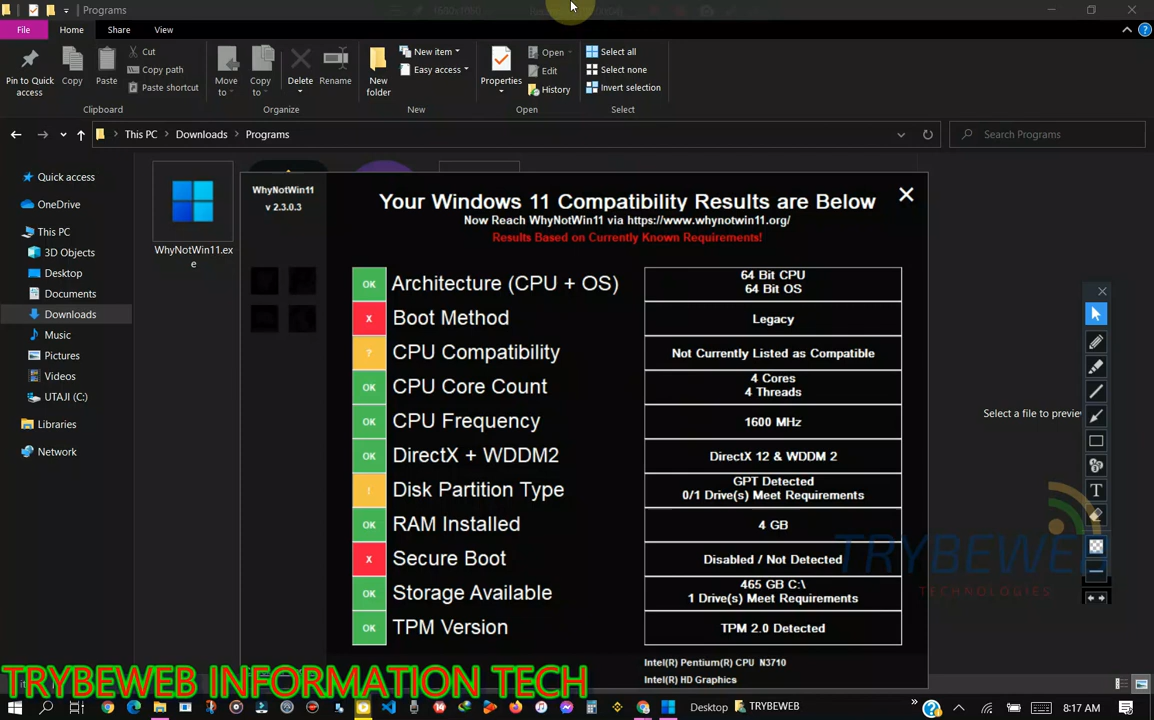 Programs
File
Home
Share
View
Pin to Quick
access
Copy
Paste
Cut
Copy path
Paste shortcut
Clipboard
Move
to
Copy
to
Delete
Rename
Organize
New
folder
New item
Easy access
New
Properties
Open
Edit
History
Open
Select all
Select none
Invert selection
Select
This PC
Downloads
Programs
Search Programs
Quick access
OneDrive
This PC
3D Objects
Desktop
Documents
Downloads
Music
Pictures
Videos
UTAJI (C:)
Libraries
Network
WhyNotWin11.ex
e
WhyNotWin11
v 2.3.0.3
Your Windows 11 Compatibility Results are Below
Now Reach WhyNotWin11 via https://www.whynotwin11.org/
Results Based on Currently Known Requirements!
OK Architecture (CPU + OS)
64 Bit CPU
64 Bit OS
X Boot Method
Legacy
? CPU Compatibility
Not Currently Listed as Compatible
OK CPU Core Count
4 Cores
4 Threads
OK CPU Frequency
1600 MHz
OK DirectX + WDDM2
DirectX 12 & WDDM 2
! Disk Partition Type
GPT Detected
0/1 Drive(s) Meet Requirements
OK RAM Installed
4 GB
X Secure Boot
Disabled / Not Detected
OK Storage Available
465 GB C:\
1 Drive(s) Meet Requirements
OK TPM Version
TPM 2.0 Detected
Intel(R) Pentium(R) CPU N3710
Intel(R) HD Graphics
Select a file to preview
T
TRYBEWEB
TECHNOLOGIES
TRYBEWEB INFORMATION TECH
Desktop
TRYBEWEB
8:17 AM